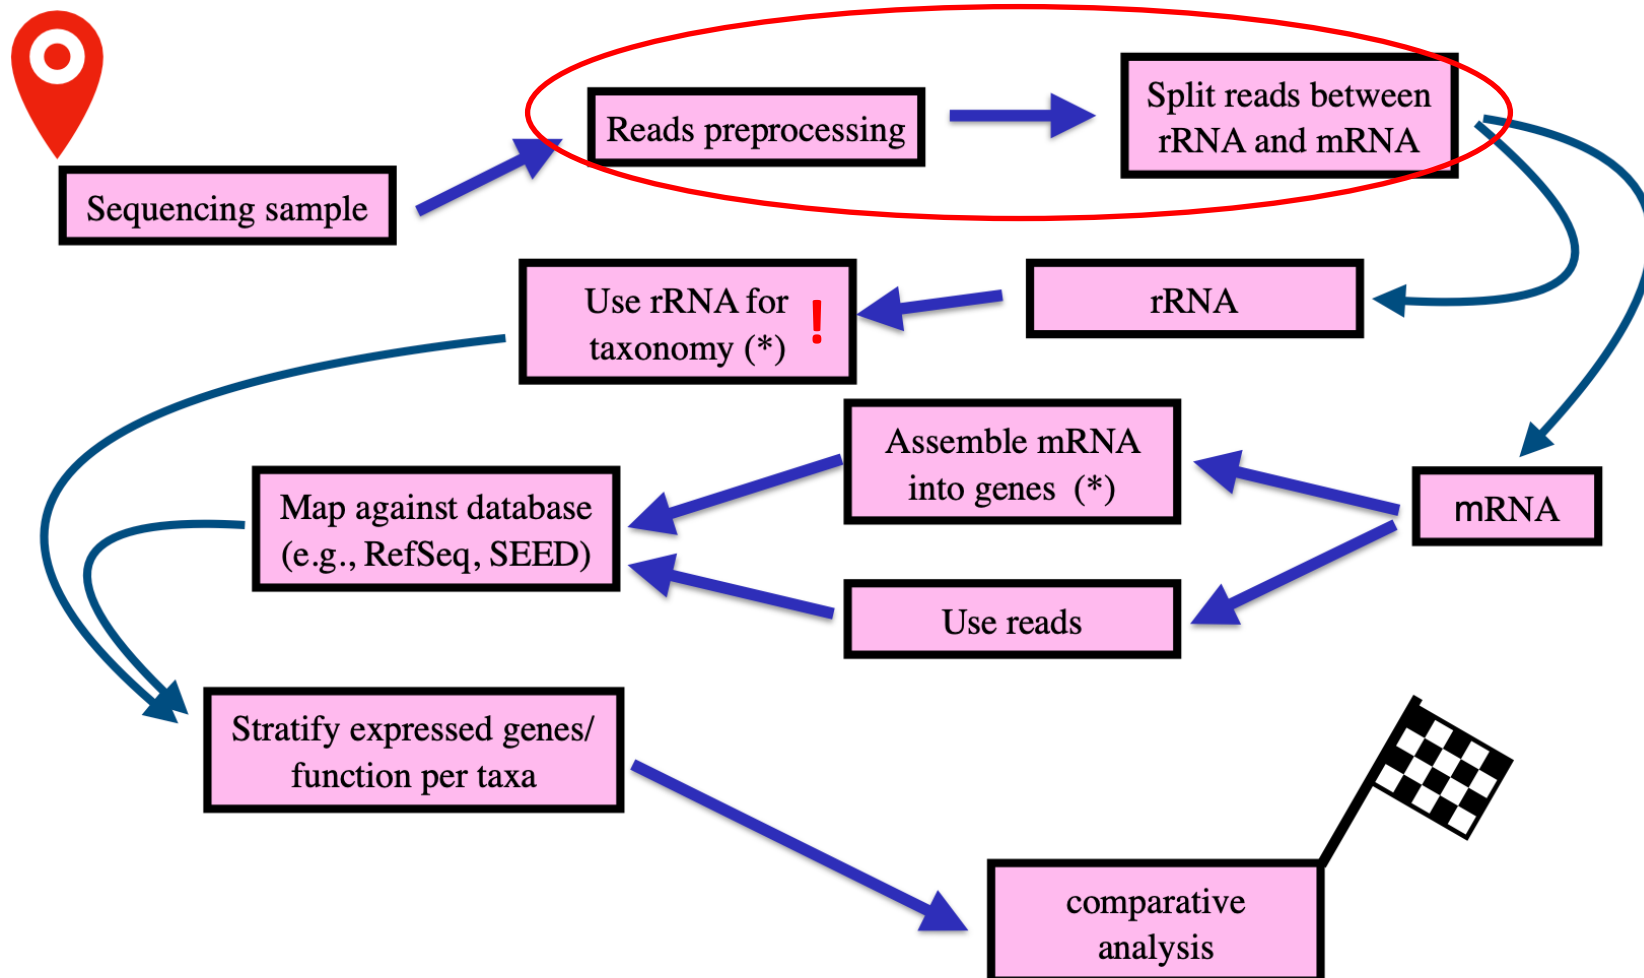 Sequencing sample
Reads preprocessing
Split reads between
rRNA and mRNA
rRNA
Use rRNA for
taxonomy (*)
!
mRNA
Assemble mRNA
into genes (*)
Use reads
Map against database
(e.g., RefSeq, SEED)
Stratify expressed genes/
function per taxa
comparative
analysis